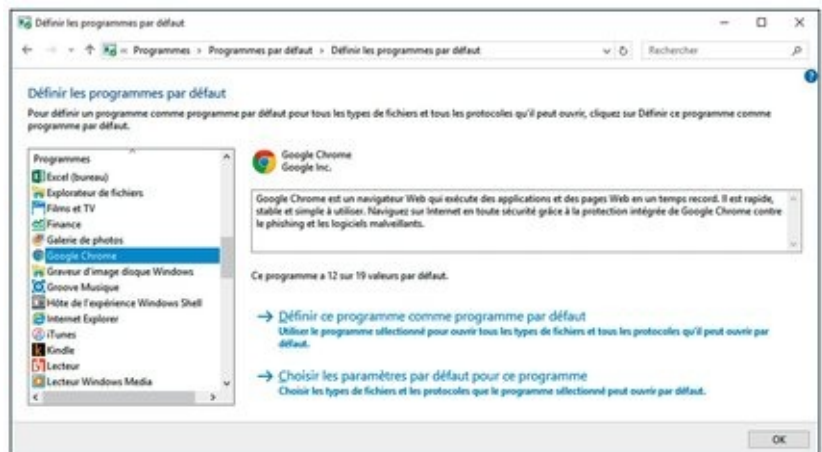 Définir les programmes par défaut
« Programmes > Programmes par défaut > Définir les programmes par défaut
Rechercher
Définir les programmes par défaut
Pour définir un programme comme programme par défaut pour tous les types de fichiers et tous les protocoles qu'il peut ouvrir, cliquez sur Définir ce programme comme
programme par défaut.
Programmes
Excel (bureau)
Explorateur de fichiers
Films et TV
Finance
Galerie de photos
Google Chrome
Graveur d'image disque Windows
Groove Musique
Hôte de l'expérience Windows Shell
Internet Explorer
iTunes
Kindle
Lecteur
Lecteur Windows Media
Google Chrome
Google Inc.
Google Chrome est un navigateur Web qui exécute des applications et des pages Web en un temps record. Il est rapide,
stable et simple à utiliser. Naviguez sur Internet en toute sécurité grâce à la protection intégrée de Google Chrome contre
le phishing et les logiciels malveillants.
Ce programme a 12 sur 19 valeurs par défaut.
→ Définir ce programme comme programme par défaut
Utiliser le programme sélectionné pour ouvrir tous les types de fichiers et tous les protocoles qu'il peut ouvrir par
défaut.
→ Choisir les paramètres par défaut pour ce programme
Choisir les types de fichiers et les protocoles que le programme sélectionné peut ouvrir par défaut.
OK